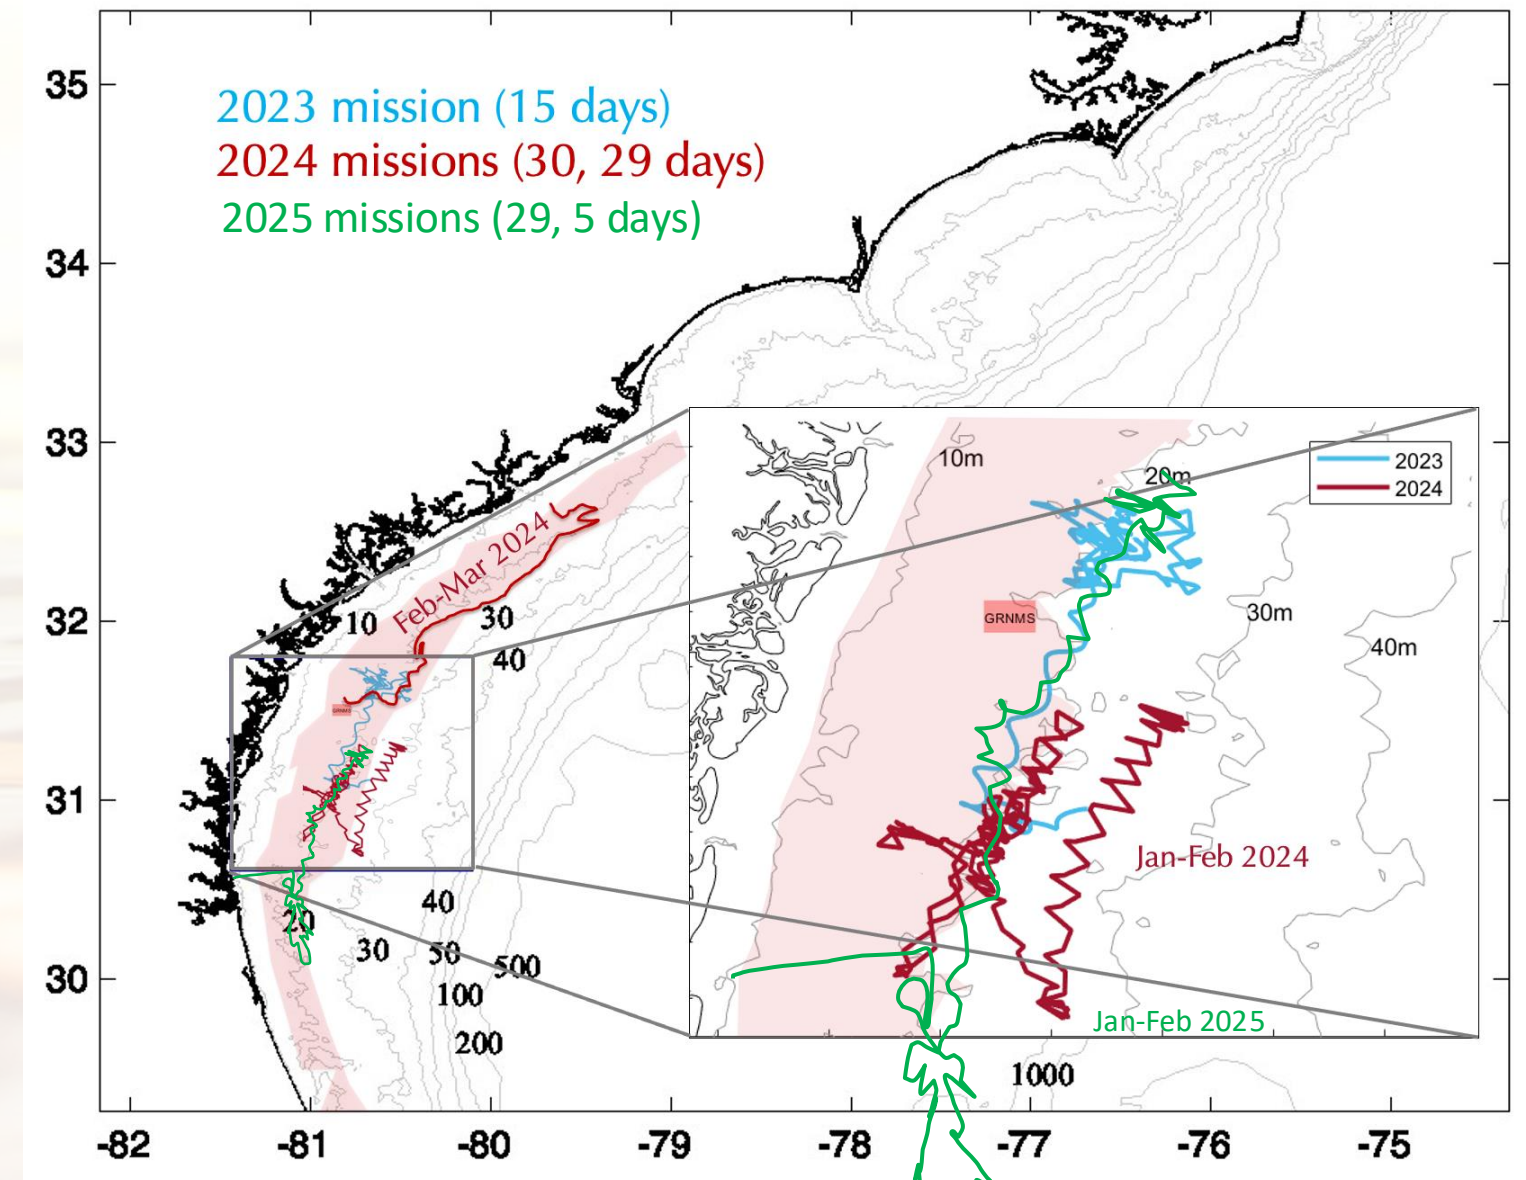 35
34
33
32
31
30
2023 mission (15 days)
2024 missions (30, 29 days)
2025 missions (29, 5 days)
Feb-Mar 2024
10
30
40
GRNMS
20
30
40
50
100
200
500
1000
10m
20m
30m
40m
2023
2024
GRNMS
Jan-Feb 2024
Jan-Feb 2025
-82
-81
-80
-79
-78
-77
-76
-75